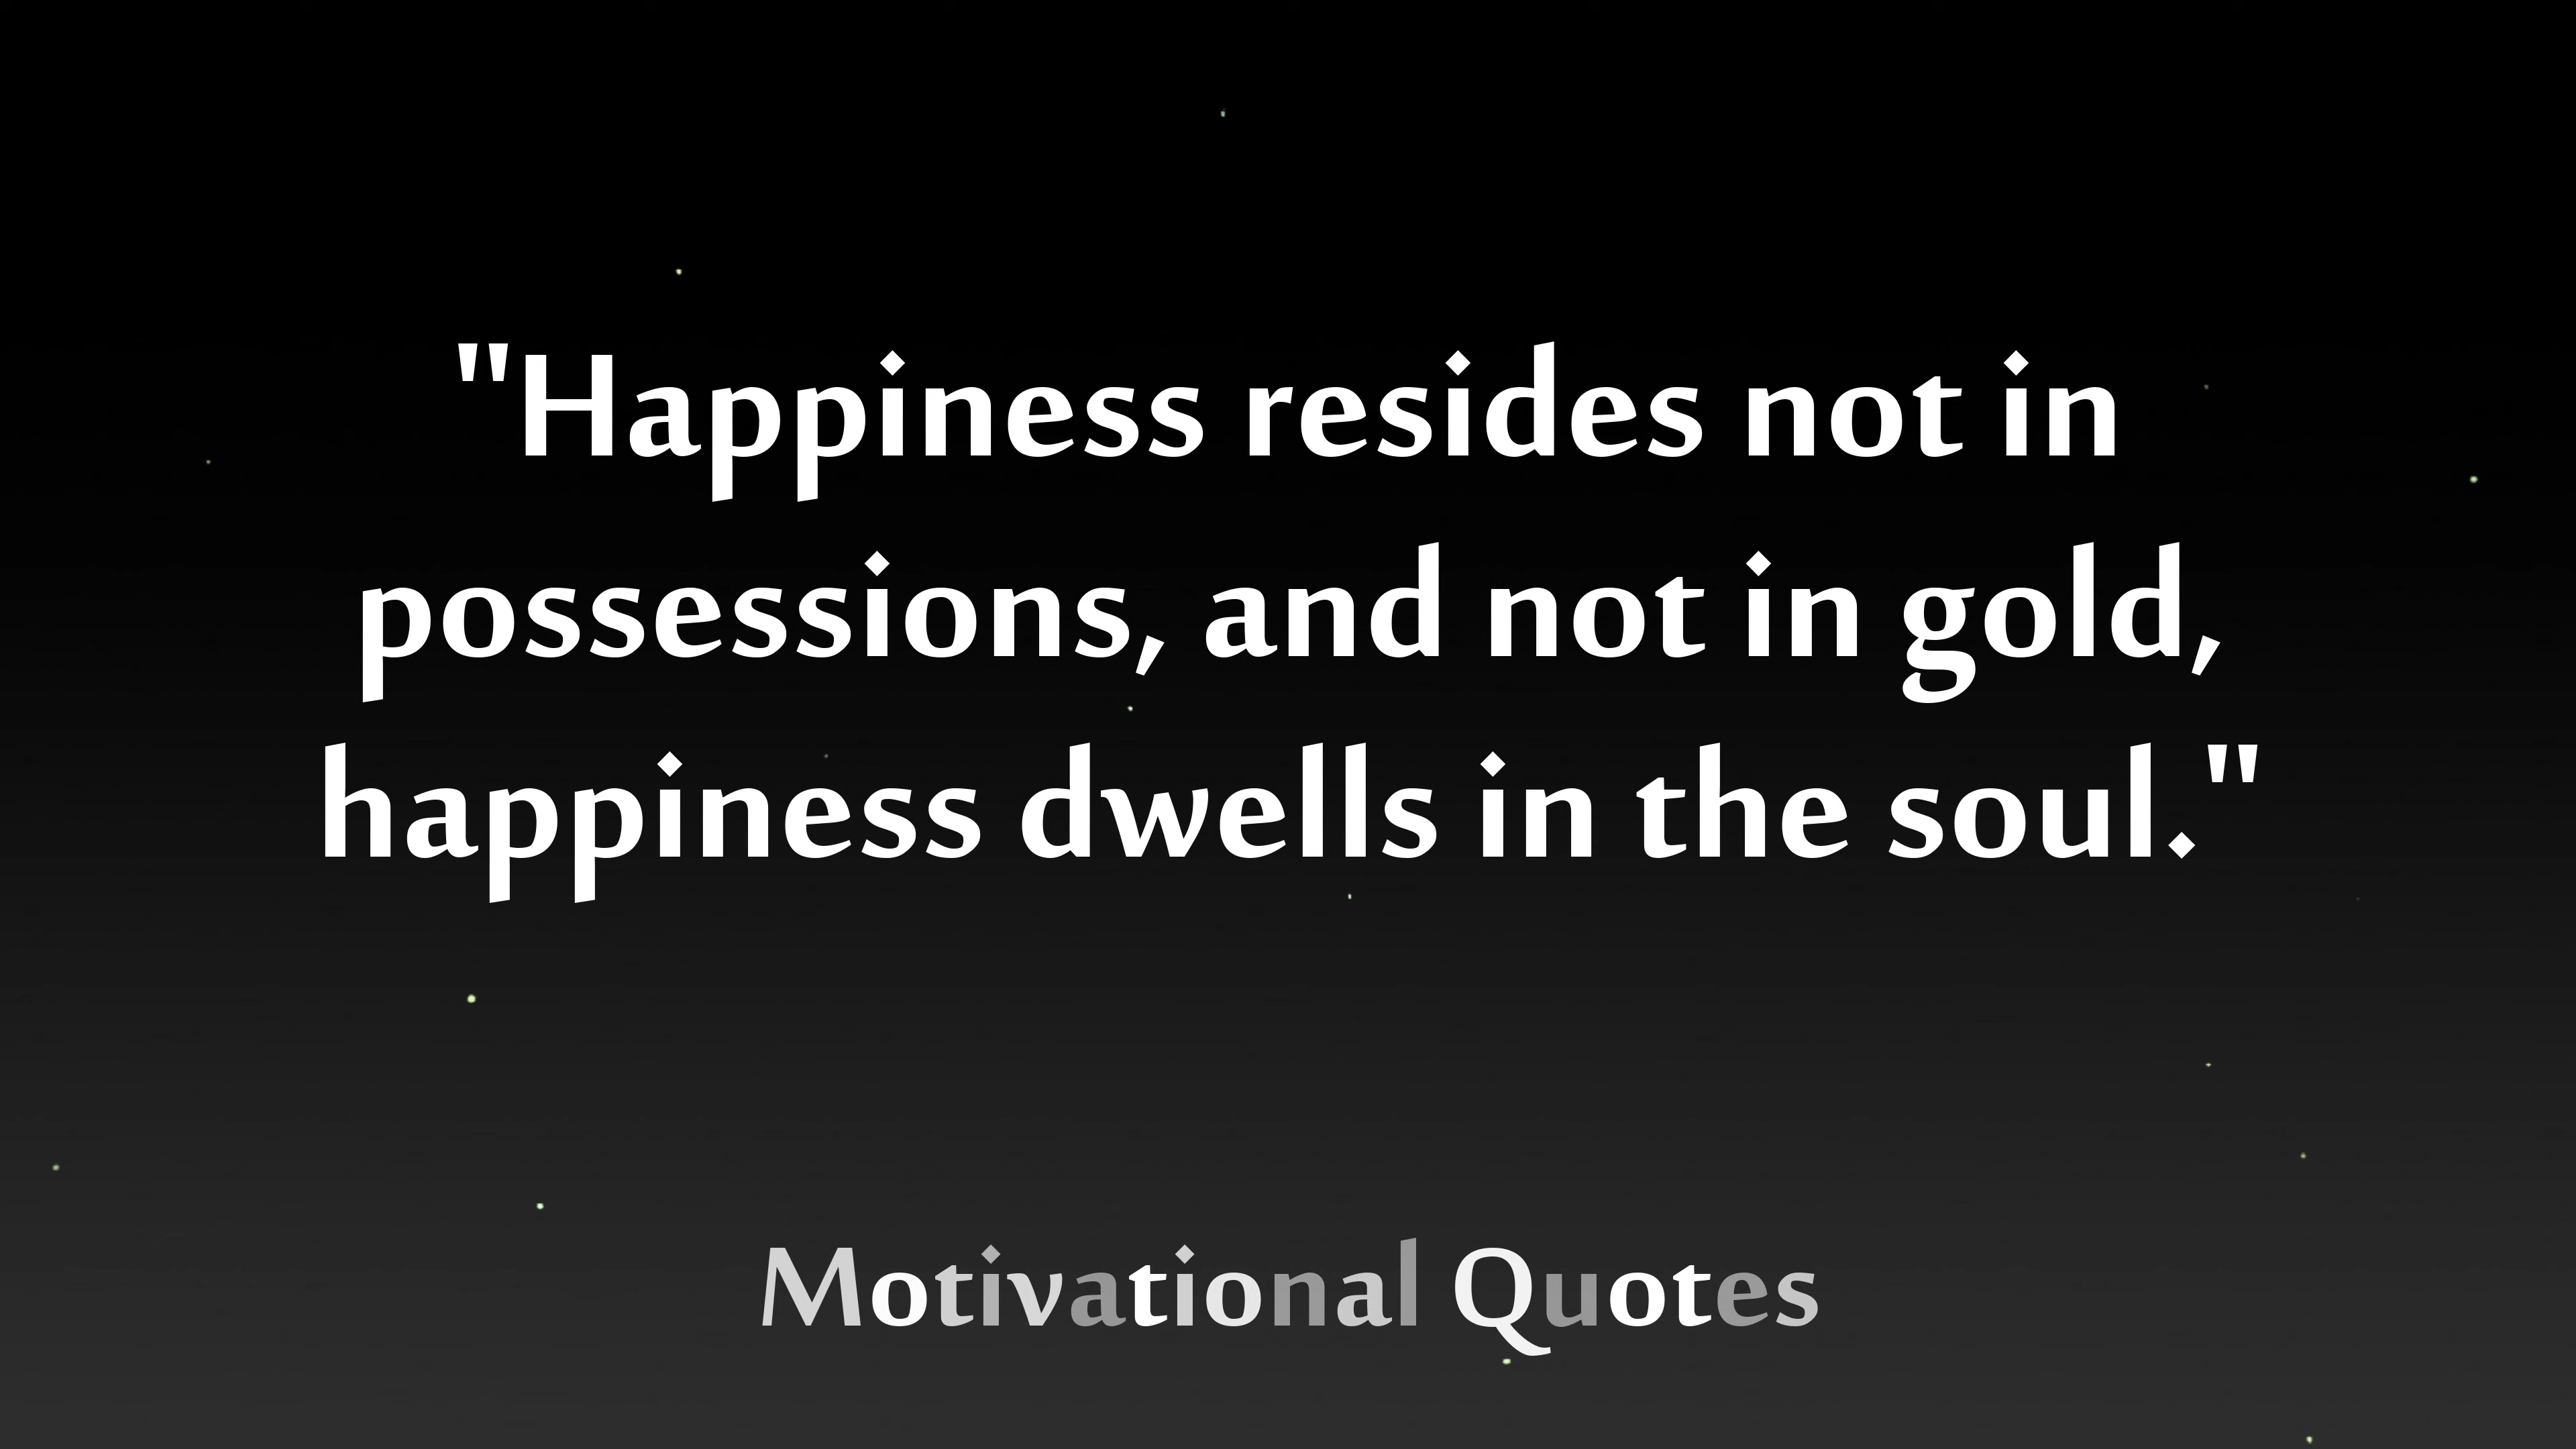 "Happiness resides not in
possessions, and not in gold,
happiness dwells in the soul."
Motivational Quotes